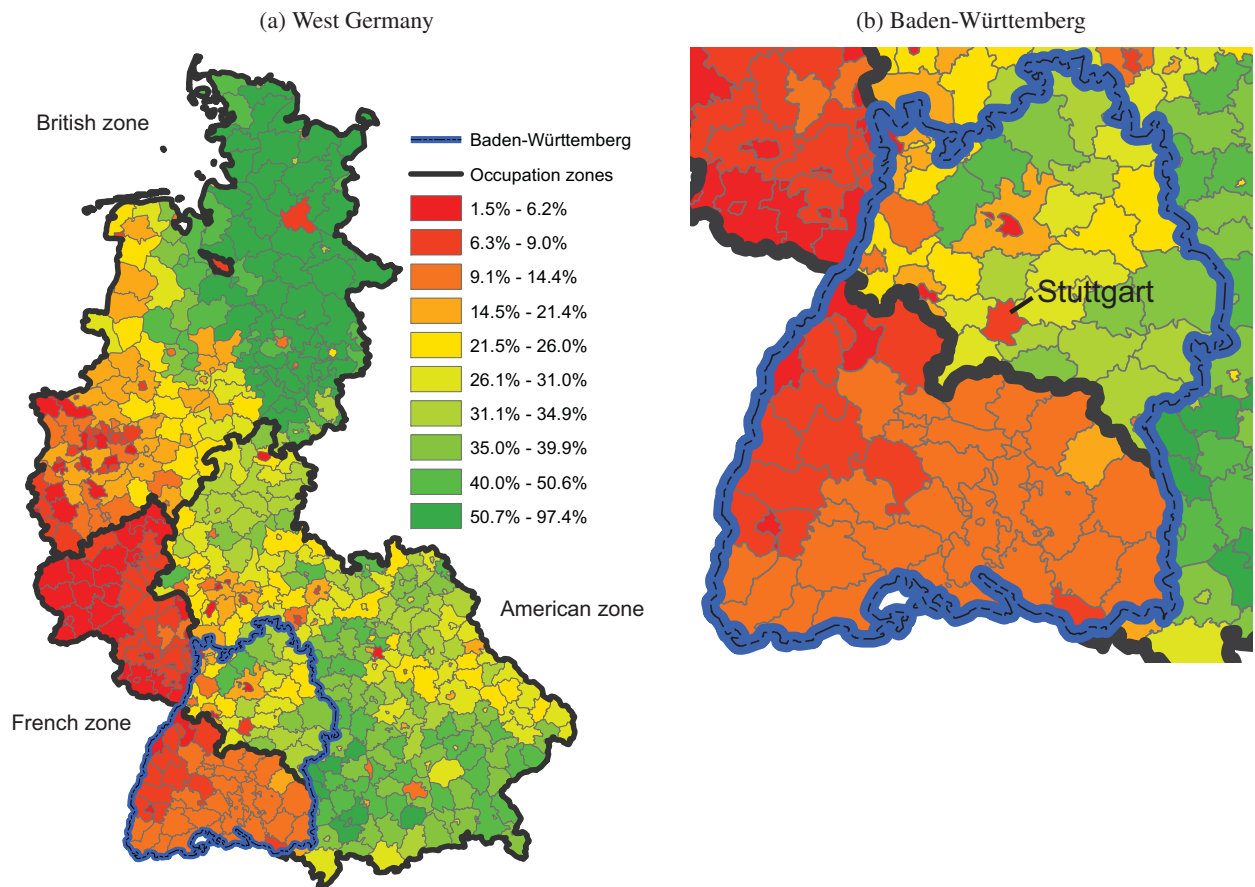 (a) West Germany
British zone
Baden-Württemberg
Occupation zones
1.5% - 6.2%
6.3% - 9.0%
9.1% - 14.4%
14.5% - 21.4%
21.5% - 26.0%
26.1% - 31.0%
31.1% - 34.9%
35.0% - 39.9%
40.0% - 50.6%
50.7% - 97.4%
American zone
French zone
(b) Baden-Württemberg
Stuttgart